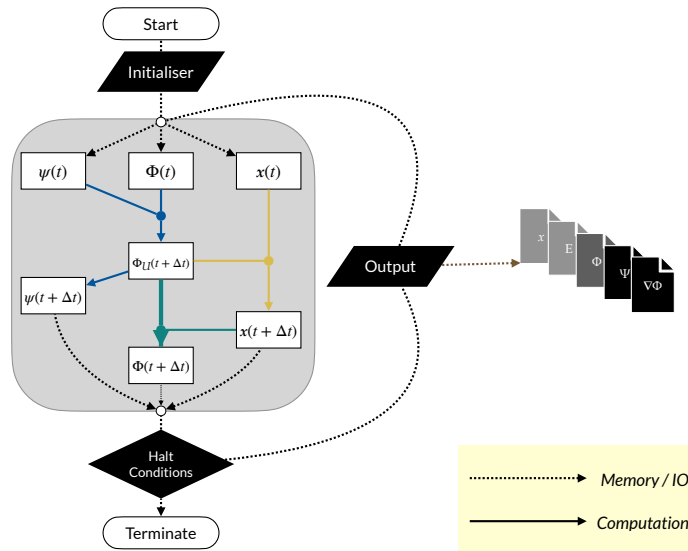 Start
Initialiser
ψ(t)
Φ(t)
x(t)
Φ_U(t + Δt)
ψ(t + Δt)
x(t + Δt)
Φ(t + Δt)
Halt
Conditions
Terminate
Output
x
E
Φ
Ψ
∇Φ
Memory / IO
Computation